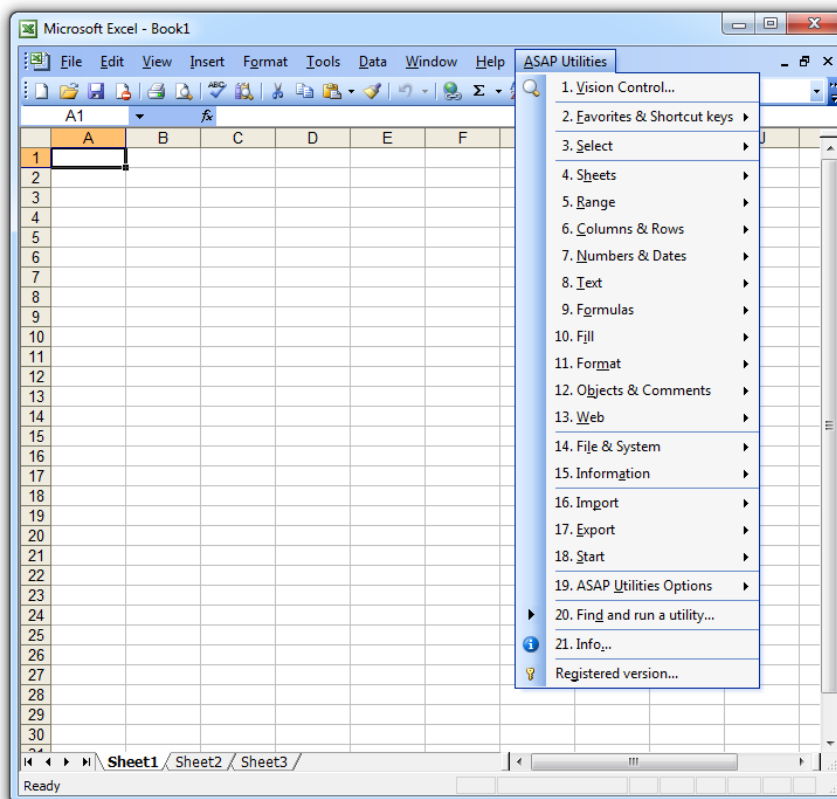 Microsoft Excel - Book1
File Edit View Insert Format Tools Data Window Help ASAP Utilities
A1 fx
A B C D E F J
1
2
3
4
5
6
7
8
9
10
11
12
13
14
15
16
17
18
19
20
21
22
23
24
25
26
27
28
29
30
1. Vision Control...
2. Favorites & Shortcut keys
3. Select
4. Sheets
5. Range
6. Columns & Rows
7. Numbers & Dates
8. Text
9. Formulas
10. Fill
11. Format
12. Objects & Comments
13. Web
14. File & System
15. Information
16. Import
17. Export
18. Start
19. ASAP Utilities Options
20. Find and run a utility...
21. Info...
Registered version...
Sheet1 Sheet2 Sheet3
Ready